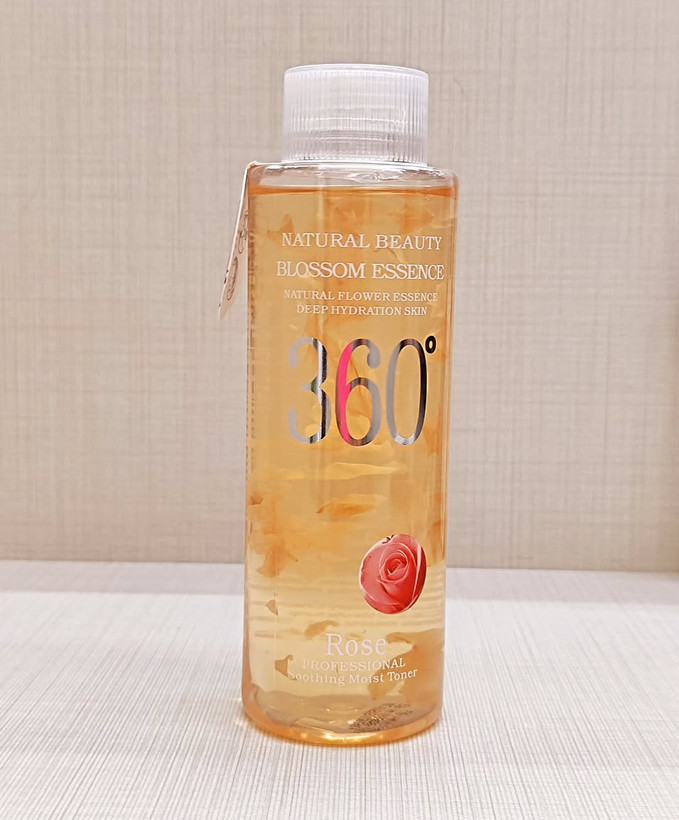 NATURAL BEAUTY
BLOSSOM ESSENCE
NATURAL FLOWER ESSENCE
DEEP HYDRATION SKIN
360°
Rose
PROFESSIONAL
Soothing Moist Toner